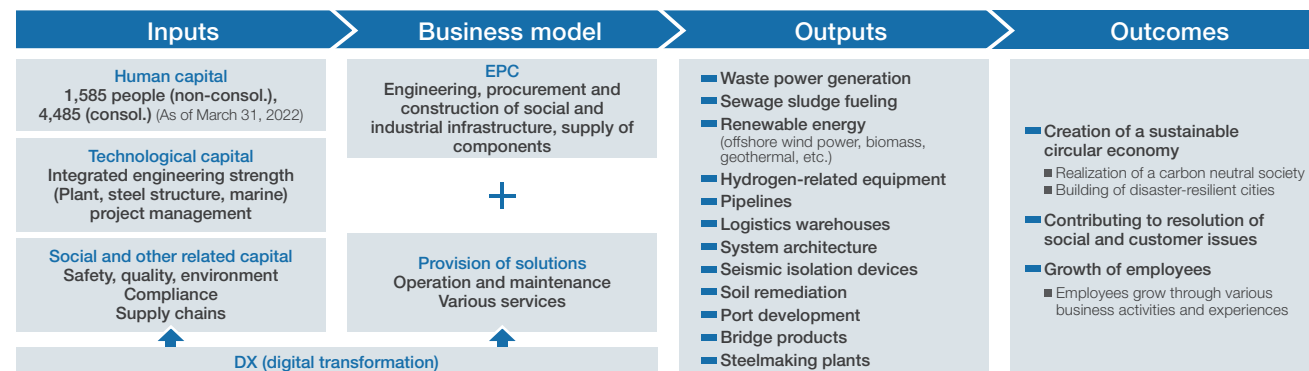 Inputs
Business model
Outputs
Outcomes
Human capital
1,585 people (non-consol.),
4,485 (consol.) (As of March 31, 2022)
Technological capital
Integrated engineering strength
(Plant, steel structure, marine)
project management
Social and other related capital
Safety, quality, environment
Compliance
Supply chains
EPC
Engineering, procurement and
construction of social and
industrial infrastructure, supply of
components
+
Provision of solutions
Operation and maintenance
Various services
DX (digital transformation)
Waste power generation
Sewage sludge fueling
Renewable energy
(offshore wind power, biomass,
geothermal, etc.)
Hydrogen-related equipment
Pipelines
Logistics warehouses
System architecture
Seismic isolation devices
Soil remediation
Port development
Bridge products
Steelmaking plants
Creation of a sustainable
circular economy
Realization of a carbon neutral society
Building of disaster-resilient cities
Contributing to resolution of
social and customer issues
Growth of employees
Employees grow through various
business activities and experiences